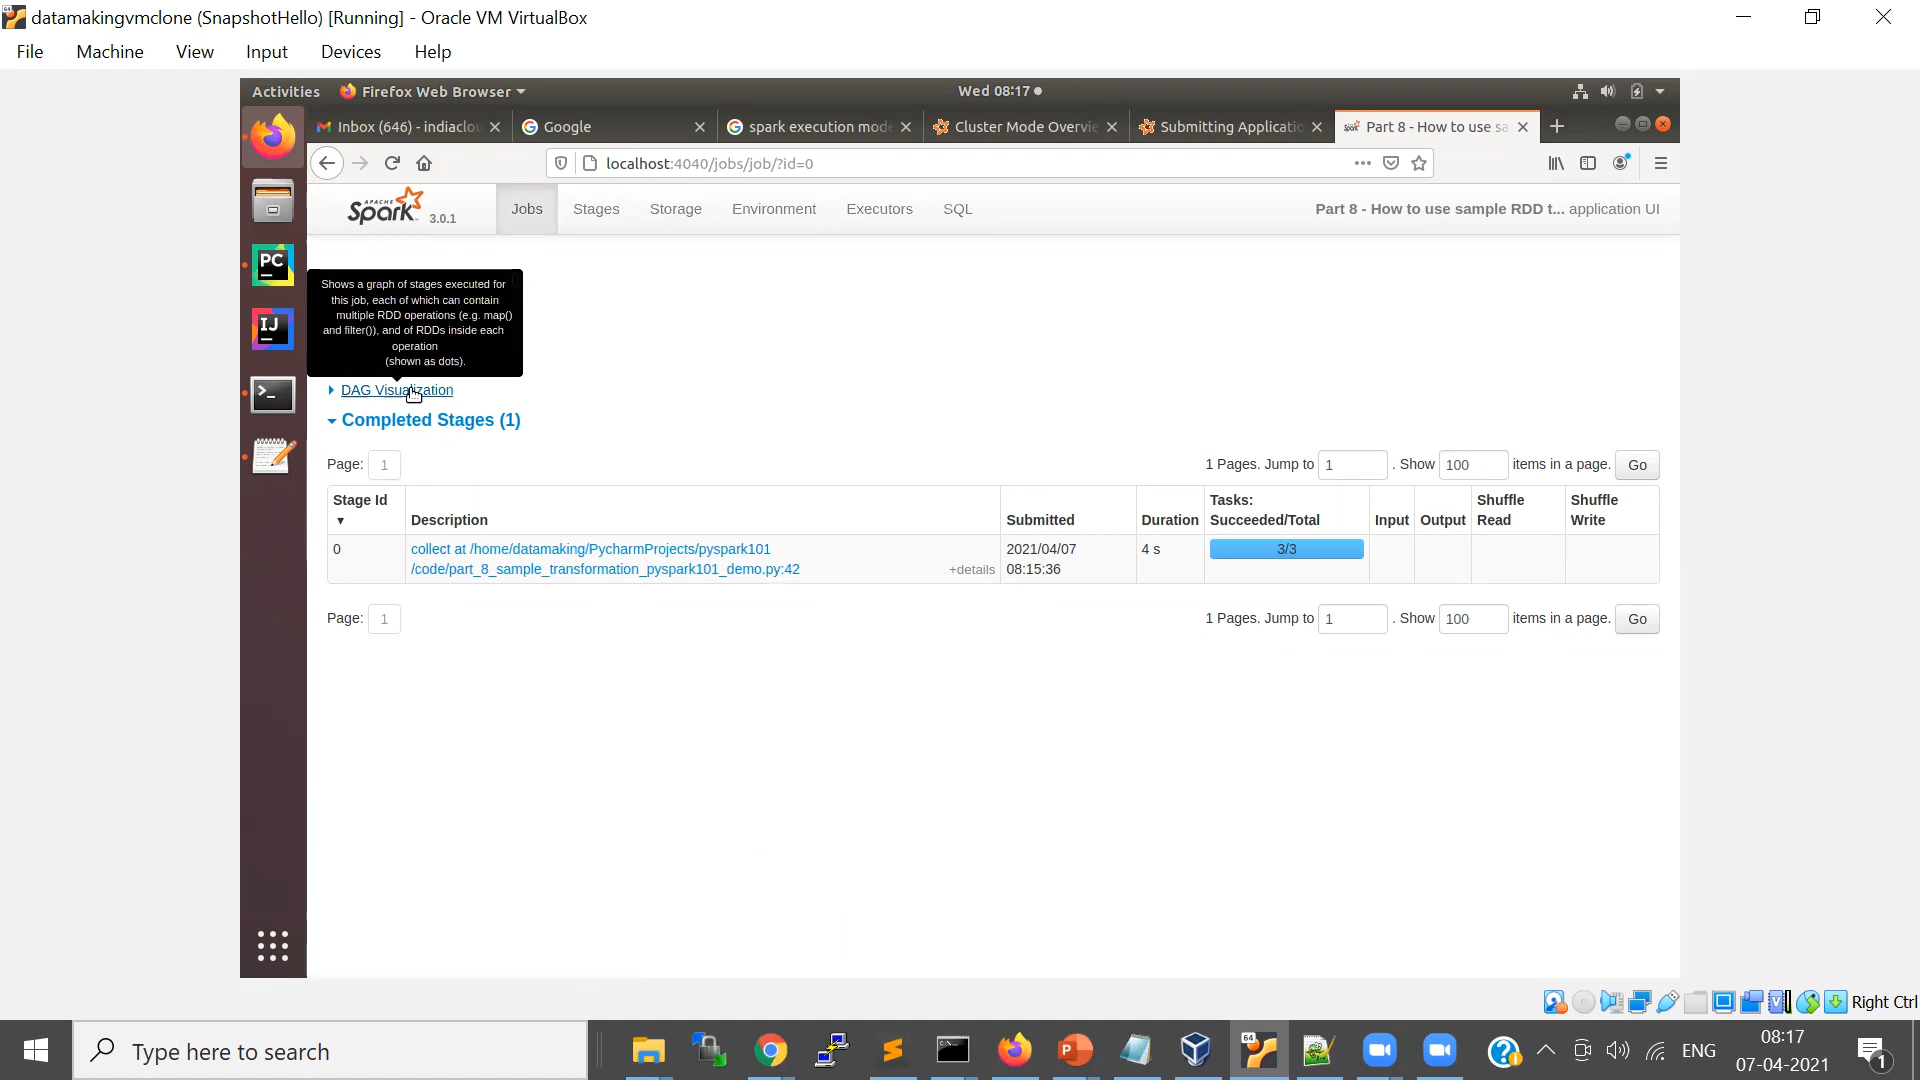 datamakingvmclone (SnapshotHello) [Running] - Oracle VM VirtualBox
File Machine View Input Devices Help
Activities Firefox Web Browser Wed 08:17
Inbox (646) - indiaclou Google spark execution mode Cluster Mode Overvie Submitting Applicatio Part 8 - How to use sa
localhost:4040/jobs/job/?id=0
APACHE Spark 3.0.1 Jobs Stages Storage Environment Executors SQL Part 8 - How to use sample RDD t... application UI
Shows a graph of stages executed for
this job, each of which can contain
multiple RDD operations (e.g. map()
and filter()), and of RDDs inside each
operation
(shown as dots).
DAG Visualization
Completed Stages (1)
Page: 1 1 Pages. Jump to 1 . Show 100 items in a page. Go
Stage Id Description Submitted Duration Tasks: Succeeded/Total Input Output Shuffle Read Shuffle Write
0 collect at /home/datamaking/PycharmProjects/pyspark101 2021/04/07 4 s 3/3
/code/part_8_sample_transformation_pyspark101_demo.py:42 +details 08:15:36
Page: 1 1 Pages. Jump to 1 . Show 100 items in a page. Go
Right Ctrl
Type here to search ENG 08:17
07-04-2021 1